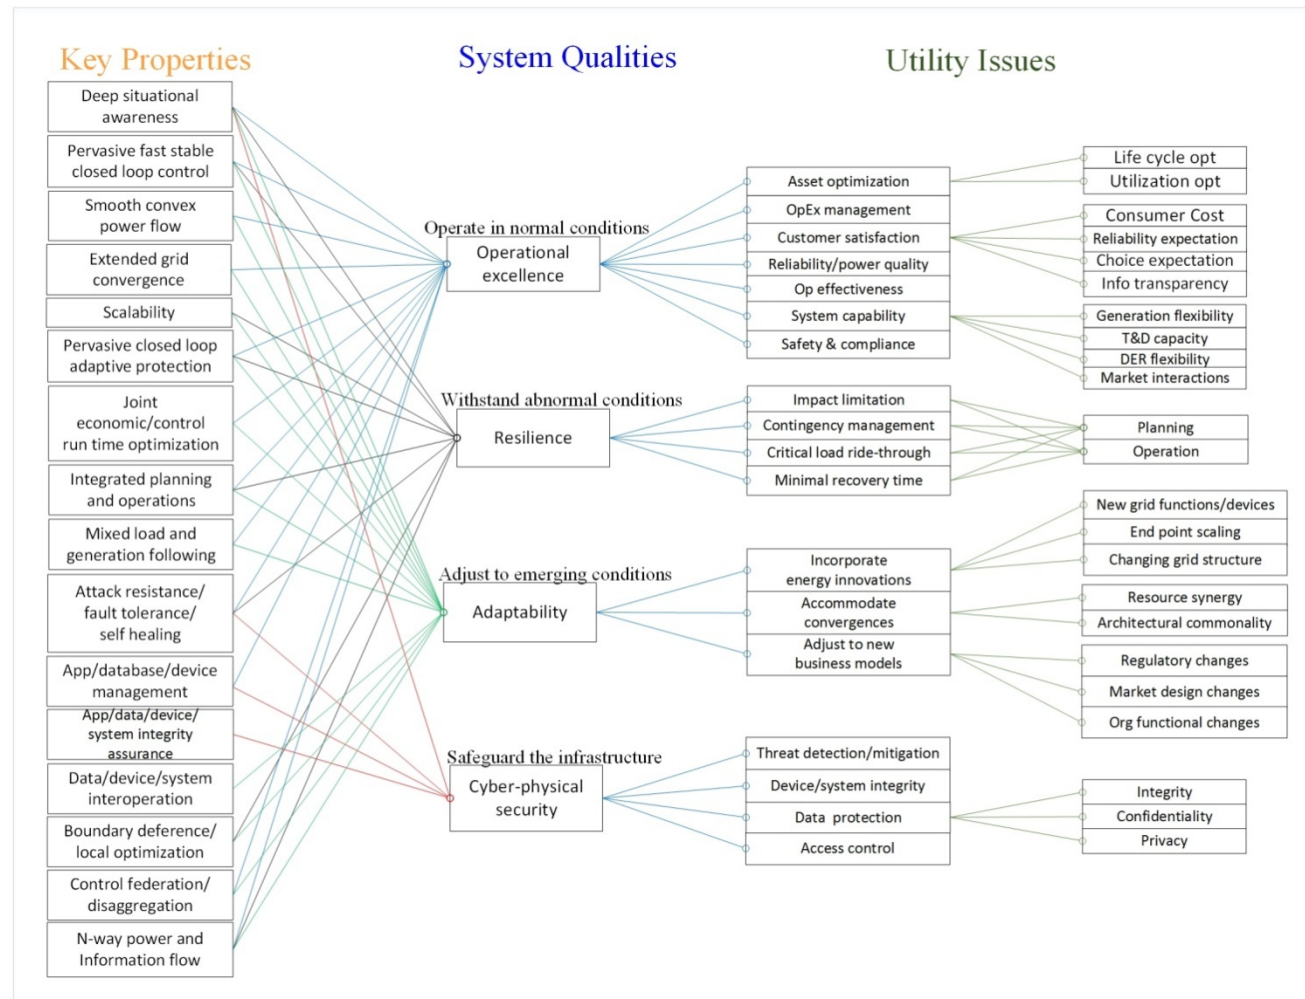 Key Properties
System Qualities
Utility Issues
Deep situational
awareness
Pervasive fast stable
closed loop control
Smooth convex
power flow
Extended grid
convergence
Scalability
Pervasive closed loop
adaptive protection
Joint
economic/control
run time optimization
Integrated planning
and operations
Mixed load and
generation following
Attack resistance/
fault tolerance/
self healing
App/database/device
management
App/data/device/
system integrity
assurance
Data/device/system
interoperation
Boundary deference/
local optimization
Control federation/
disaggregation
N-way power and
Information flow
Operate in normal conditions
Operational
excellence
Withstand abnormal conditions
Resilience
Adjust to emerging conditions
Adaptability
Safeguard the infrastructure
Cyber-physical
security
Asset optimization
OpEx management
Customer satisfaction
Reliability/power quality
Op effectiveness
System capability
Safety & compliance
Impact limitation
Contingency management
Critical load ride-through
Minimal recovery time
Incorporate
energy innovations
Accommodate
convergences
Adjust to new
business models
Threat detection/mitigation
Device/system integrity
Data protection
Access control
Life cycle opt
Utilization opt
Consumer Cost
Reliability expectation
Choice expectation
Info transparency
Generation flexibility
T&D capacity
DER flexibility
Market interactions
Planning
Operation
New grid functions/devices
End point scaling
Changing grid structure
Resource synergy
Architectural commonality
Regulatory changes
Market design changes
Org functional changes
Integrity
Confidentiality
Privacy